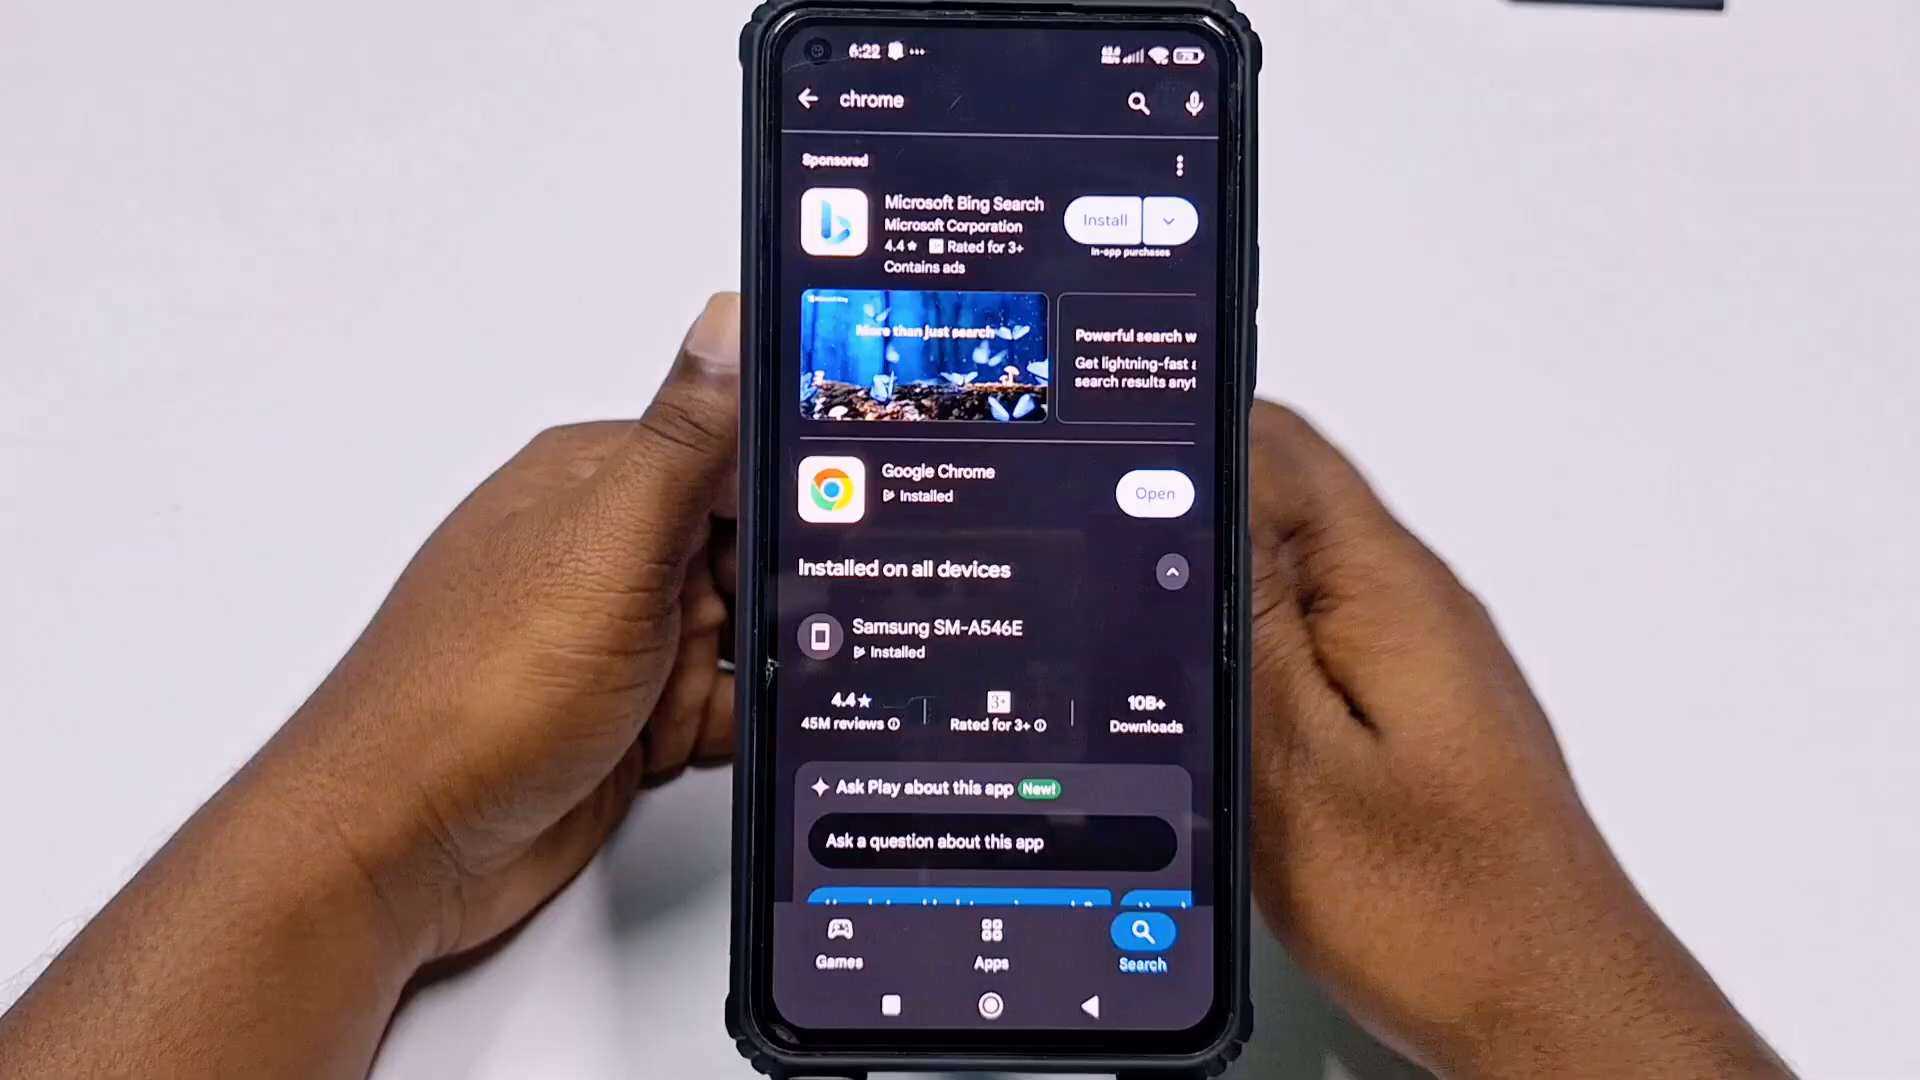 6:22
70
chrome
Sponsored
Microsoft Bing Search
Microsoft Corporation
4.4★ Rated for 3+
Contains ads
Install
In-app purchases
More than just search
Powerful search w
Get lightning-fast
search results anyt
Google Chrome
Installed
Open
Installed on all devices
Samsung SM-A546E
Installed
4.4★
45M reviews
3+
Rated for 3+
10B+
Downloads
Ask Play about this app New!
Ask a question about this app
Games
Apps
Search